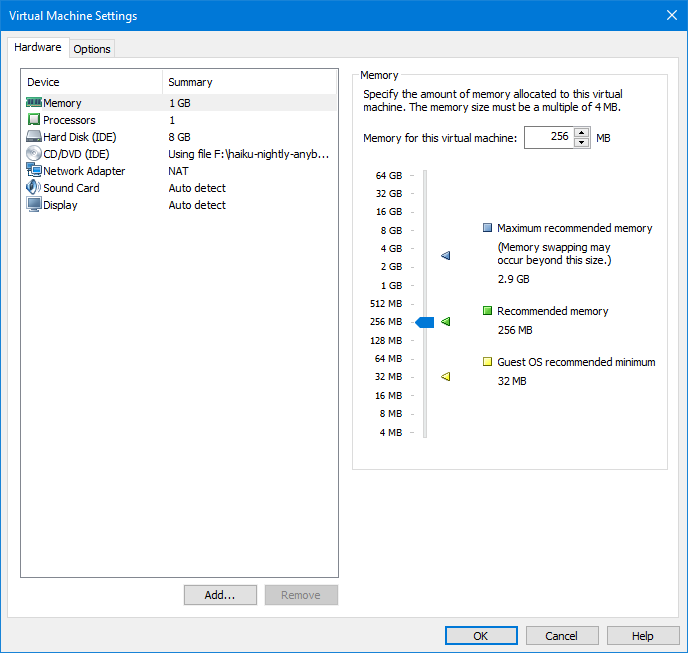 Virtual Machine Settings
Hardware
Options
Device Summary
Memory 1 GB
Processors 1
Hard Disk (IDE) 8 GB
CD/DVD (IDE) Using file F:\haiku-nightly-anyb...
Network Adapter NAT
Sound Card Auto detect
Display Auto detect
Add...
Remove
Memory
Specify the amount of memory allocated to this virtual
machine. The memory size must be a multiple of 4 MB.
Memory for this virtual machine: 256 MB
64 GB
32 GB
16 GB
8 GB
4 GB
2 GB
1 GB
512 MB
256 MB
128 MB
64 MB
32 MB
16 MB
8 MB
4 MB
Maximum recommended memory
(Memory swapping may
occur beyond this size.)
2.9 GB
Recommended memory
256 MB
Guest OS recommended minimum
32 MB
OK
Cancel
Help